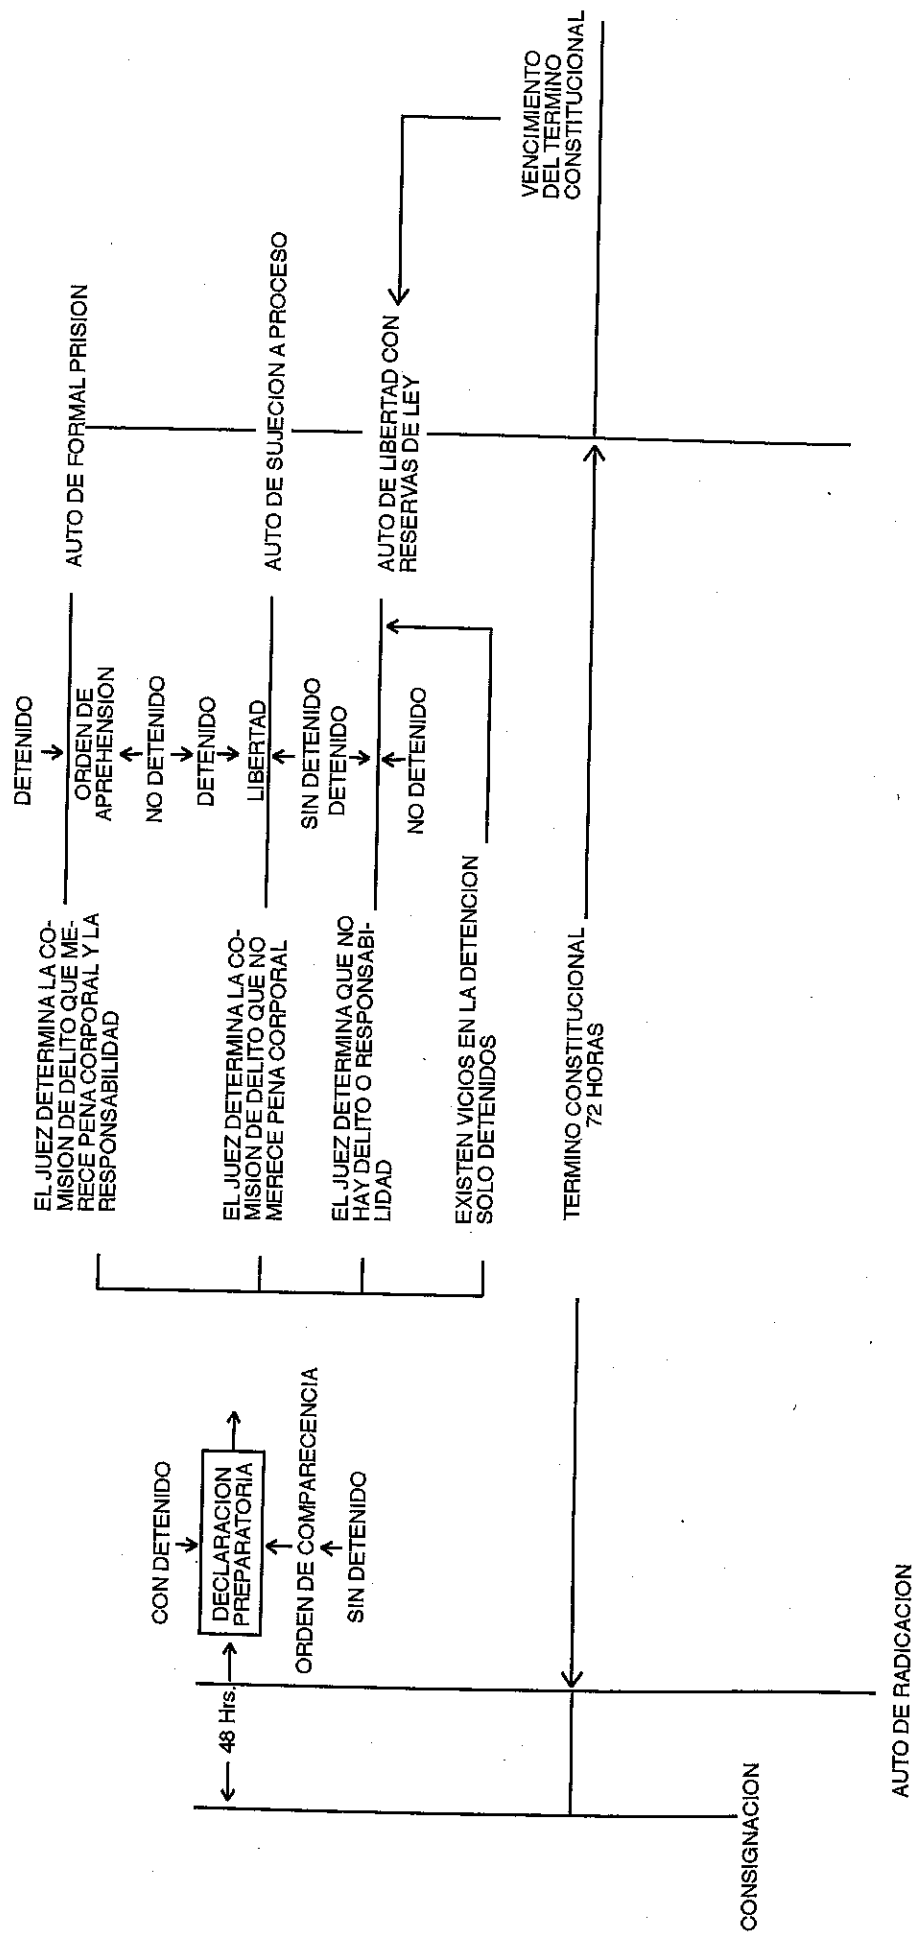 CONSIGNACION
AUTO DE RADICACION
48 Hrs.
CON DETENIDO
DECLARACION
PREPARATORIA
ORDEN DE COMPARECENCIA
SIN DETENIDO
EL JUEZ DETERMINA LA CO-
MISION DE DELITO QUE ME-
RECE PENA CORPORAL Y LA
RESPONSABILIDAD
DETENIDO
ORDEN DE
APREHENSION
NO DETENIDO
AUTO DE FORMAL PRISION
EL JUEZ DETERMINA LA CO-
MISION DE DELITO QUE NO
MERECE PENA CORPORAL
DETENIDO
LIBERTAD
SIN DETENIDO
AUTO DE SUJECION A PROCESO
EL JUEZ DETERMINA QUE NO
HAY DELITO O RESPONSABI-
LIDAD
DETENIDO
NO DETENIDO
AUTO DE LIBERTAD CON
RESERVAS DE LEY
EXISTEN VICIOS EN LA DETENCION
SOLO DETENIDOS
TERMINO CONSTITUCIONAL
72 HORAS
VENCIMIENTO
DEL TERMINO
CONSTITUCIONAL